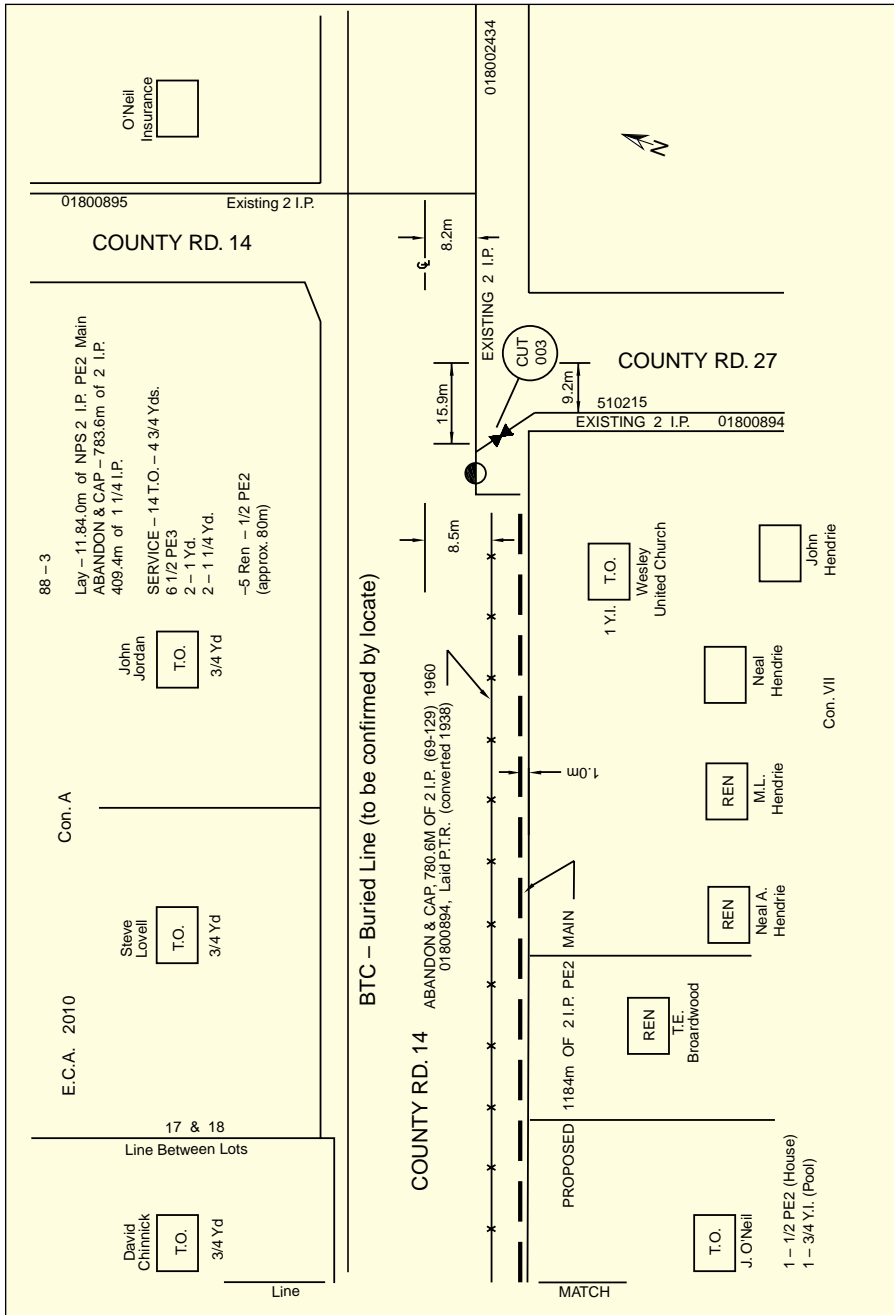 O'Neil
Insurance
01800895
Existing 2 I.P.
COUNTY RD. 14
018002434
N
8.2m
℄
EXISTING 2 I.P.
CUT
003
15.9m
COUNTY RD. 27
9.2m
510215
EXISTING 2 I.P.
01800894
88 – 3
Lay – 11.84.0m of NPS 2 I.P. PE2 Main
ABANDON & CAP – 783.6m of 2 I.P.
409.4m of 1 1/4 I.P.
SERVICE – 14 T.O. – 4 3/4 Yds.
6 1/2 PE3
2 – 1 Yd.
2 – 1 1/4 Yd.
–5 Ren – 1/2 PE2
(approx. 80m)
8.5m
John
Jordan
T.O.
3/4 Yd
Con. A
Steve
Lovell
T.O.
3/4 Yd
E.C.A. 2010
17 & 18
Line Between Lots
David
Chinnick
T.O.
3/4 Yd
Line
BTC – Buried Line (to be confirmed by locate)
COUNTY RD. 14
ABANDON & CAP, 780.6M OF 2 I.P. (69-129) 1960
01800894, Laid P.T.R. (converted 1938)
1.0m
PROPOSED 1184m OF 2 I.P. PE2 MAIN
MATCH
1 Y.I.
T.O.
Wesley
United Church
John
Hendrie
Neal
Hendrie
Con. VII
REN
M.L.
Hendrie
REN
Neal A.
Hendrie
REN
T.E.
Broardwood
T.O.
J. O'Neil
1 – 1/2 PE2 (House)
1 – 3/4 Y.I. (Pool)